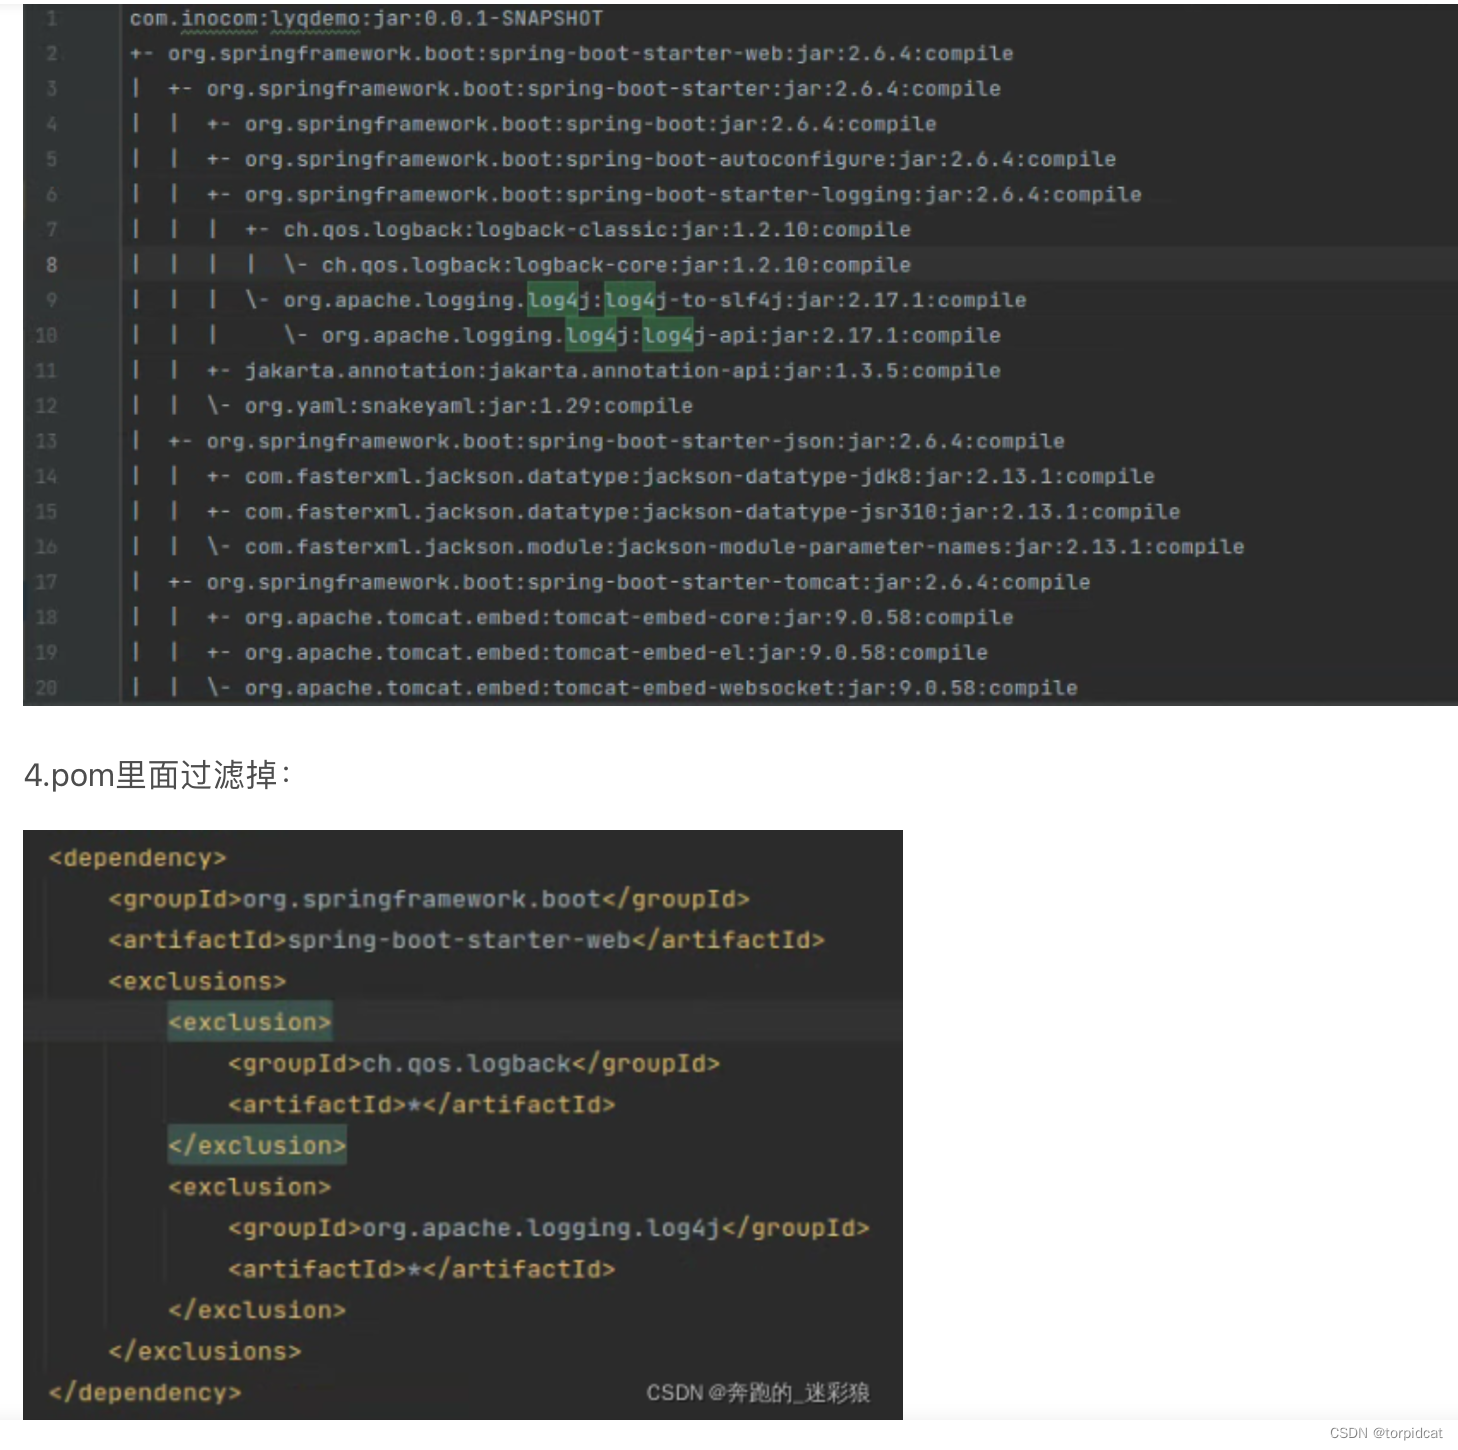 1 com.inocom:lyqdemo:jar:0.0.1-SNAPSHOT
2 +- org.springframework.boot:spring-boot-starter-web:jar:2.6.4:compile
3 |  +- org.springframework.boot:spring-boot-starter:jar:2.6.4:compile
4 |  |  +- org.springframework.boot:spring-boot:jar:2.6.4:compile
5 |  |  +- org.springframework.boot:spring-boot-autoconfigure:jar:2.6.4:compile
6 |  |  +- org.springframework.boot:spring-boot-starter-logging:jar:2.6.4:compile
7 |  |  |  +- ch.qos.logback:logback-classic:jar:1.2.10:compile
8 |  |  |  |  \- ch.qos.logback:logback-core:jar:1.2.10:compile
9 |  |  |  \- org.apache.logging.log4j:log4j-to-slf4j:jar:2.17.1:compile
10 |  |  |     \- org.apache.logging.log4j:log4j-api:jar:2.17.1:compile
11 |  |  +- jakarta.annotation:jakarta.annotation-api:jar:1.3.5:compile
12 |  |  \- org.yaml:snakeyaml:jar:1.29:compile
13 |  +- org.springframework.boot:spring-boot-starter-json:jar:2.6.4:compile
14 |  |  +- com.fasterxml.jackson.datatype:jackson-datatype-jdk8:jar:2.13.1:compile
15 |  |  +- com.fasterxml.jackson.datatype:jackson-datatype-jsr310:jar:2.13.1:compile
16 |  |  \- com.fasterxml.jackson.module:jackson-module-parameter-names:jar:2.13.1:compile
17 |  +- org.springframework.boot:spring-boot-starter-tomcat:jar:2.6.4:compile
18 |  |  +- org.apache.tomcat.embed:tomcat-embed-core:jar:9.0.58:compile
19 |  |  +- org.apache.tomcat.embed:tomcat-embed-el:jar:9.0.58:compile
20 |  |  \- org.apache.tomcat.embed:tomcat-embed-websocket:jar:9.0.58:compile
4.pom里面过滤掉：
<dependency>
    <groupId>org.springframework.boot</groupId>
    <artifactId>spring-boot-starter-web</artifactId>
    <exclusions>
        <exclusion>
            <groupId>ch.qos.logback</groupId>
            <artifactId>*</artifactId>
        </exclusion>
        <exclusion>
            <groupId>org.apache.logging.log4j</groupId>
            <artifactId>*</artifactId>
        </exclusion>
    </exclusions>
</dependency>
CSDN @奔跑的_迷彩狼
CSDN @torpidcat